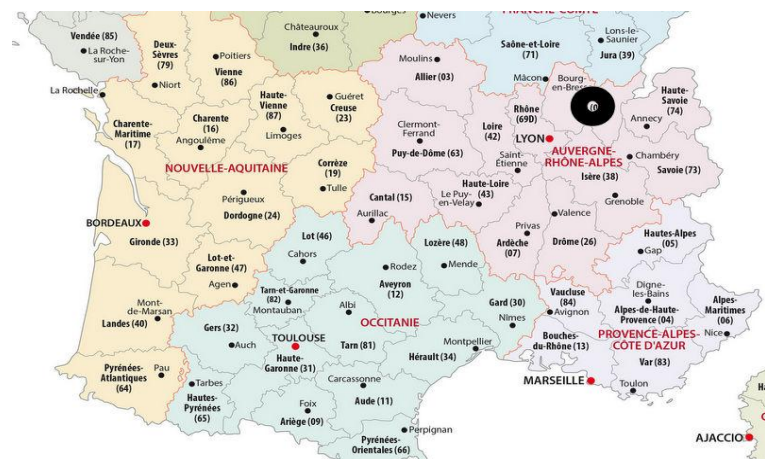 Nevers
FRANCHE-COMTÉ
Châteauroux
Indre (36)
Vendée (85)
La Roche-
sur-Yon
Deux-
Sèvres
(79)
Poitiers
Vienne
(86)
Saône-et-Loire
(71)
Lons-le-
Saunier
Jura (39)
Moulins
Allier (03)
Mâcon
Bourg-
en-Bresse
La Rochelle
Niort
Haute-
Vienne
(87)
Guéret
Creuse
(23)
Rhône
(69D)
Haute-
Savoie
(74)
Charente-
Maritime
(17)
Charente
(16)
Angoulême
Limoges
Clermont-
Ferrand
Puy-de-Dôme (63)
Loire
(42)
LYON
Annecy
AUVERGNE-
RHÔNE-ALPES
NOUVELLE-AQUITAINE
Corrèze
(19)
Tulle
Saint-
Étienne
Chambéry
Isère (38)
Savoie (73)
Périgueux
Dordogne (24)
Cantal (15)
Aurillac
Haute-Loire
(43)
Le Puy-
en-Velay
Grenoble
BORDEAUX
Gironde (33)
Lot (46)
Cahors
Lozère (48)
Mende
Privas
Ardèche
(07)
Valence
Drôme (26)
Hautes-Alpes
(05)
Gap
Lot-et-
Garonne (47)
Agen
Rodez
Aveyron
(12)
Tarn-et-Garonne
(82)
Montauban
Gard (30)
Nîmes
Vaucluse
(84)
Avignon
Digne-
les-Bains
Alpes-de-Haute-
Provence (04)
Alpes-
Maritimes
(06)
Nice
Mont-
de-Marsan
Landes (40)
Gers (32)
Auch
Albi
Tarn (81)
OCCITANIE
TOULOUSE
Haute-
Garonne (31)
Montpellier
Hérault (34)
Bouches-
du-Rhône (13)
PROVENCE-ALPES-
CÔTE D'AZUR
Var (83)
Pyrénées-
Atlantiques
(64)
Pau
Tarbes
Hautes-
Pyrénées
(65)
Carcassonne
Aude (11)
Foix
Ariège (09)
MARSEILLE
Toulon
Perpignan
Pyrénées-
Orientales (66)
AJACCIO